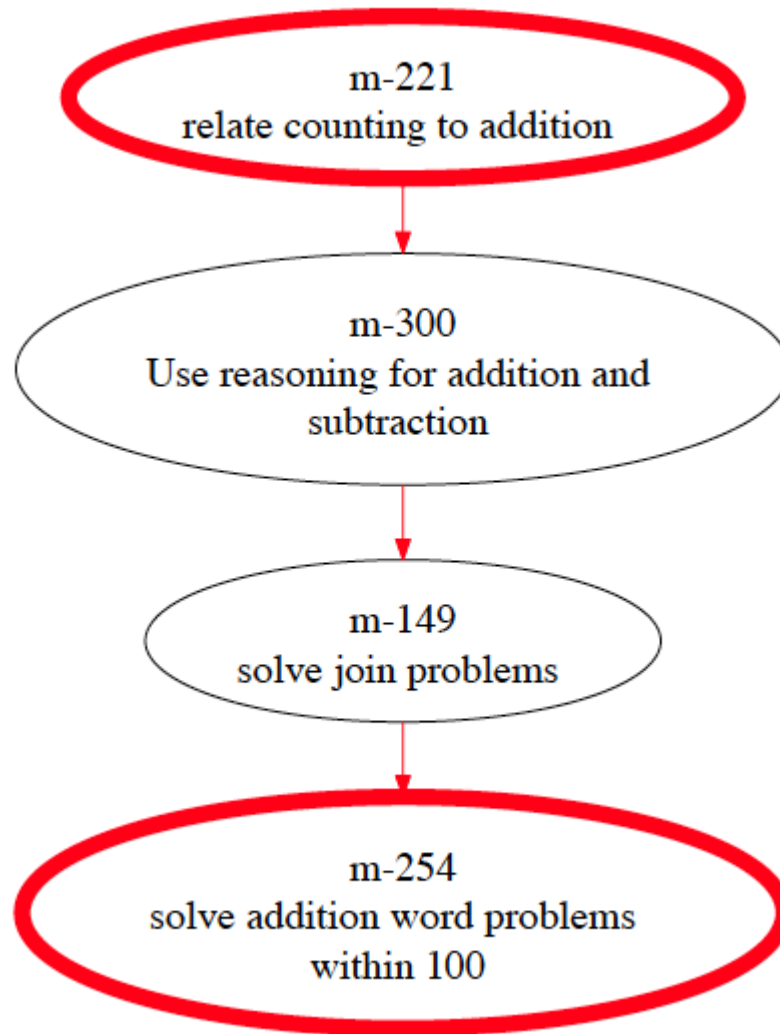 m-221
relate counting to addition
m-300
Use reasoning for addition and
subtraction
m-149
solve join problems
m-254
solve addition word problems
within 100